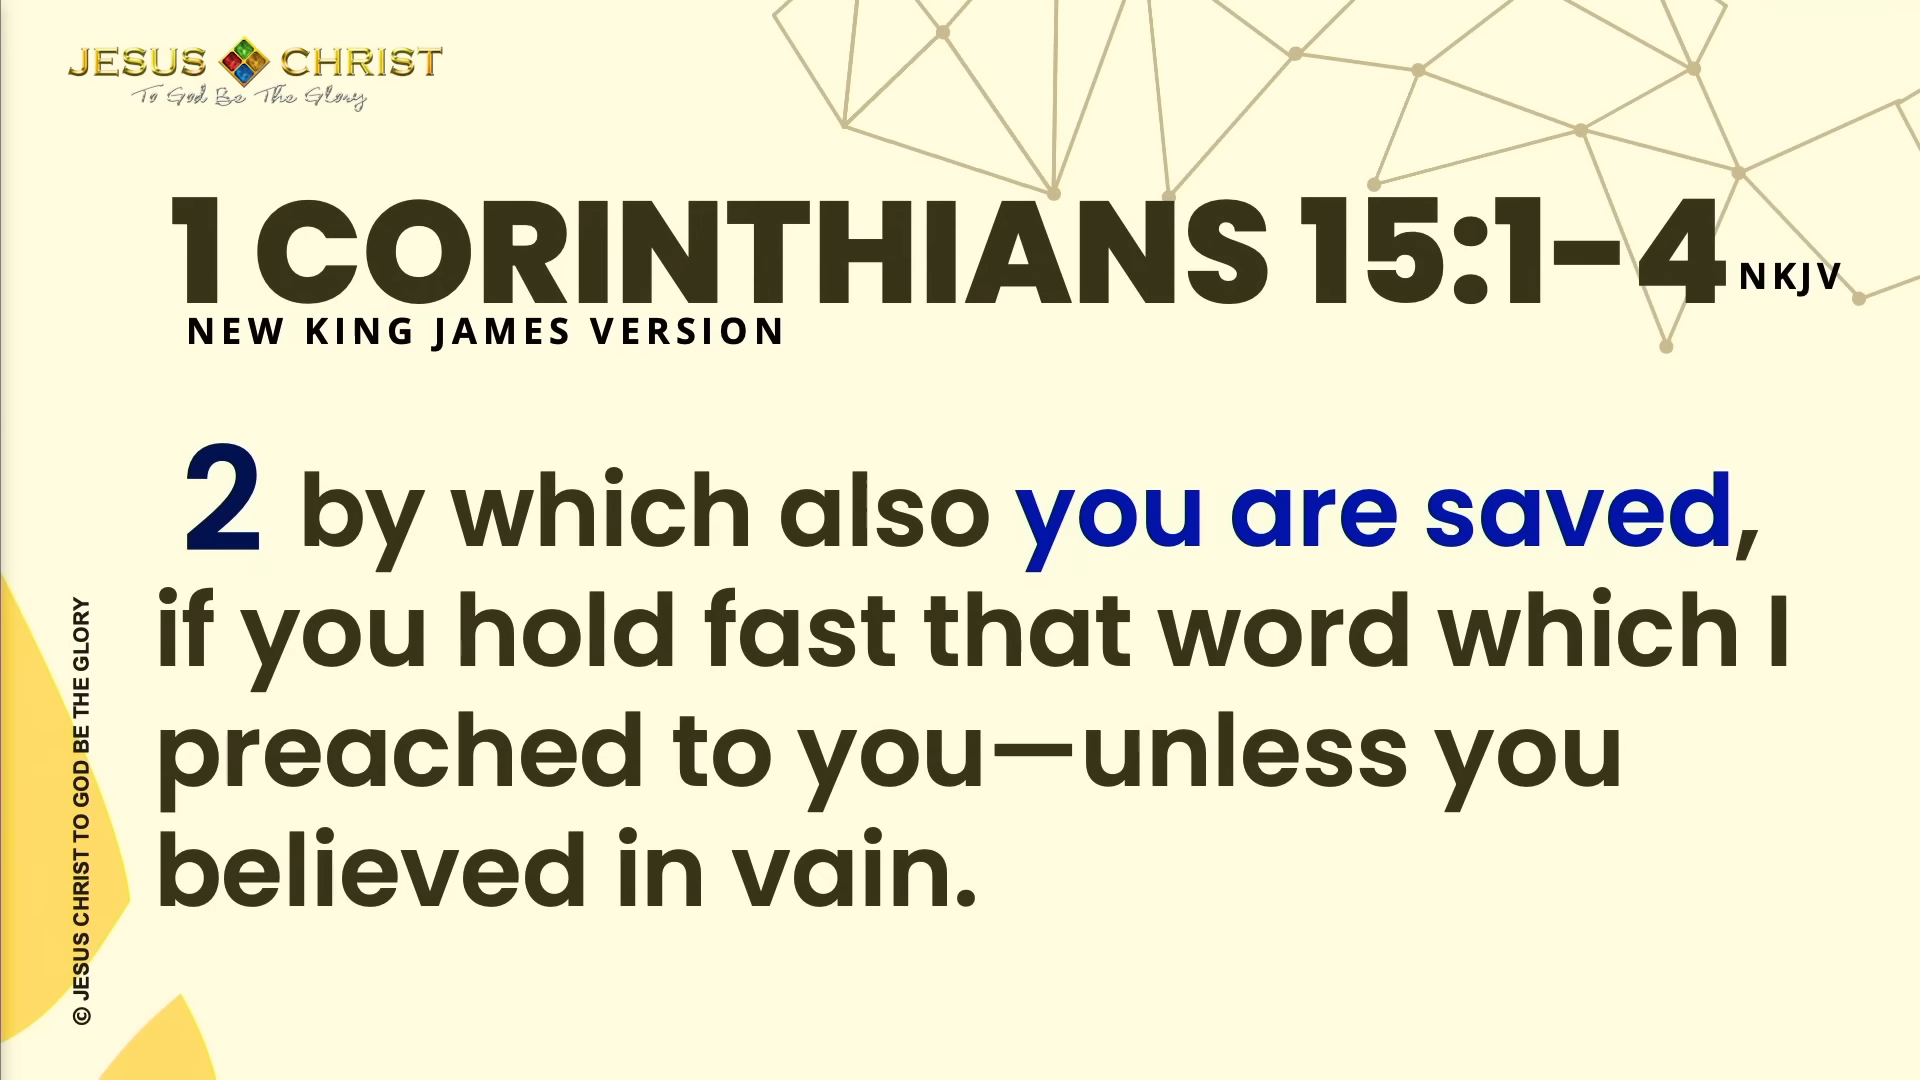 JESUS CHRIST
To God Be The Glory
1 CORINTHIANS 15:1–4 NKJV
NEW KING JAMES VERSION
2 by which also you are saved,
if you hold fast that word which I
preached to you—unless you
believed in vain.
© JESUS CHRIST TO GOD BE THE GLORY